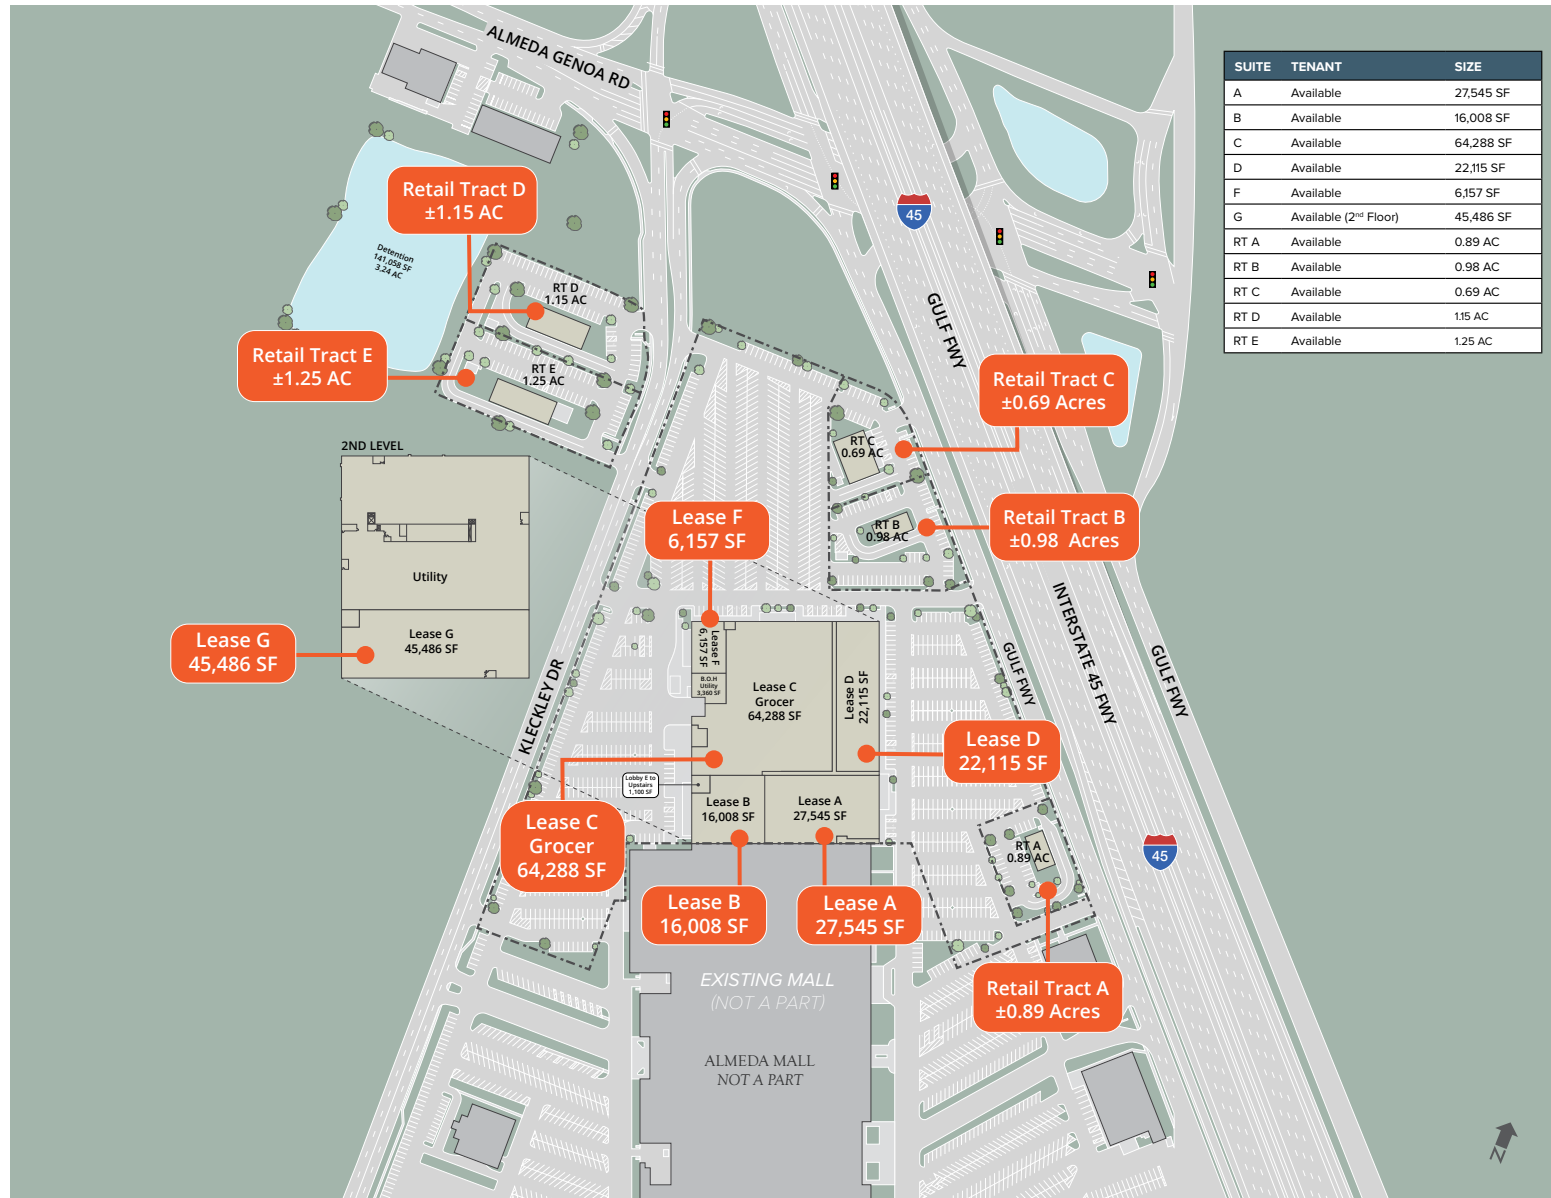 ALMEDA GENOA RD
SUITE TENANT SIZE
A Available 27,545 SF
B Available 16,008 SF
C Available 64,288 SF
D Available 22,115 SF
F Available 6,157 SF
G Available (2nd Floor) 45,486 SF
RT A Available 0.89 AC
RT B Available 0.98 AC
RT C Available 0.69 AC
RT D Available 1.15 AC
RT E Available 1.25 AC
Retail Tract D
±1.15 AC
45
Detention
141,058 SF
3.24 AC
RT D
1.15 AC
GULF FWY
Retail Tract E
±1.25 AC
RT E
1.25 AC
Retail Tract C
±0.69 Acres
RT C
0.69 AC
2ND LEVEL
Utility
Lease G
45,486 SF
Lease G
45,486 SF
Lease F
6,157 SF
Retail Tract B
±0.98 Acres
RT B
0.98 AC
INTERSTATE 45 FWY
GULF FWY
GULF FWY
KLECKLEY DR
Lease F
6,157 SF
B.O.H
Utility
3,360 SF
Lease C
Grocer
64,288 SF
Lease D
22,115 SF
Lease D
22,115 SF
Lobby E to
Upstairs
1,100 SF
Lease B
16,008 SF
Lease A
27,545 SF
Lease C
Grocer
64,288 SF
RT A
0.89 AC
45
Lease B
16,008 SF
Lease A
27,545 SF
EXISTING MALL
(NOT A PART)
Retail Tract A
±0.89 Acres
ALMEDA MALL
NOT A PART
N